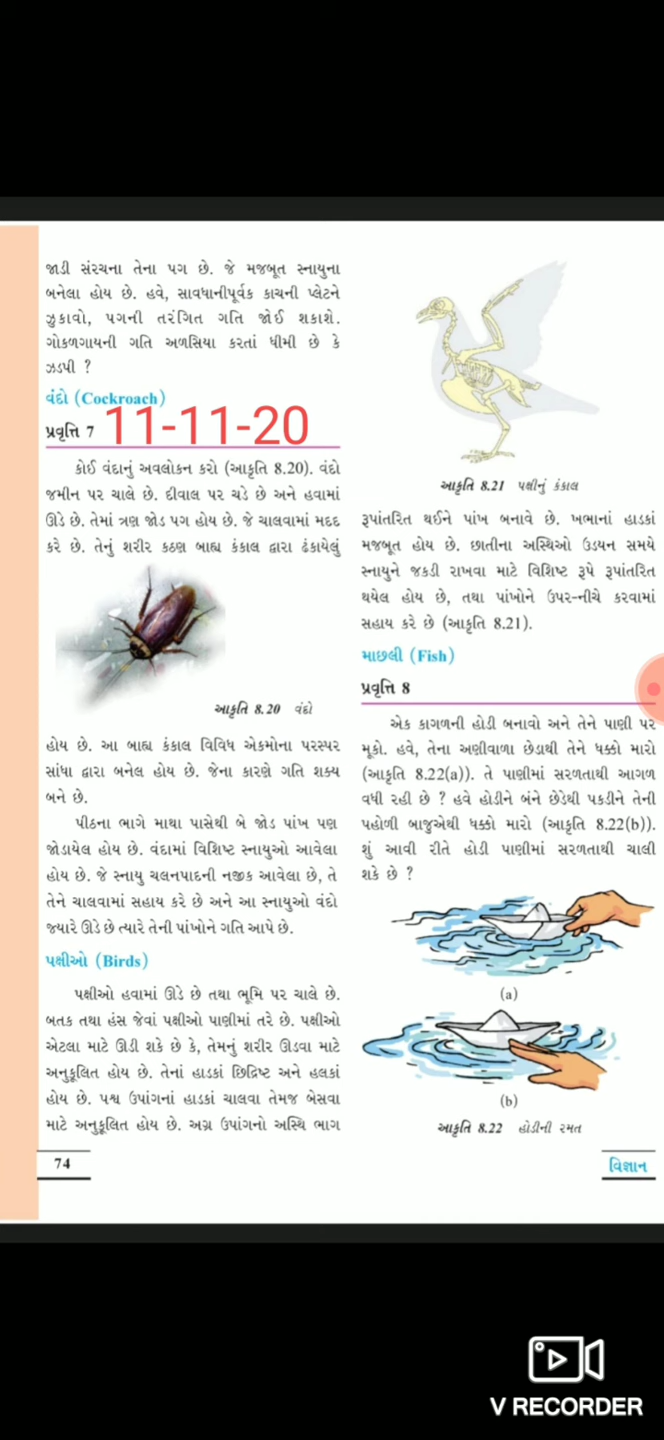 જાડી સંરચના તેના પગ છે. જે મજબૂત સ્નાયુના
બનેલા હોય છે. હવે, સાવધાનીપૂર્વક કાચની પ્લેટને
ઝુકાવો, પગની તરંગિત ગતિ જોઈ શકાશે.
ગોકળગાયની ગતિ અળસિયા કરતાં ધીમી છે કે
ઝડપી ?
વંદો (Cockroach)
પ્રવૃત્તિ 7
11-11-20
કોઈ વંદાનું અવલોકન કરો (આકૃતિ 8.20). વંદો
જમીન પર ચાલે છે. દીવાલ પર ચડે છે અને હવામાં
ઊડે છે. તેમાં ત્રણ જોડ પગ હોય છે. જે ચાલવામાં મદદ
કરે છે. તેનું શરીર કઠણ બાહ્ય કંકાલ દ્વારા ઢંકાયેલું
આકૃતિ 8.20 વંદો
હોય છે. આ બાહ્ય કંકાલ વિવિધ એકમોના પરસ્પર
સાંધા દ્વારા બનેલ હોય છે. જેના કારણે ગતિ શક્ય
બને છે.
પીઠના ભાગે માથા પાસેથી બે જોડ પાંખ પણ
જોડાયેલ હોય છે. વંદામાં વિશિષ્ટ સ્નાયુઓ આવેલા
હોય છે. જે સ્નાયુ ચલનપાદની નજીક આવેલા છે, તે
તેને ચાલવામાં સહાય કરે છે અને આ સ્નાયુઓ વંદો
જ્યારે ઊડે છે ત્યારે તેની પાંખોને ગતિ આપે છે.
પક્ષીઓ (Birds)
પક્ષીઓ હવામાં ઊડે છે તથા ભૂમિ પર ચાલે છે.
બતક તથા હંસ જેવાં પક્ષીઓ પાણીમાં તરે છે. પક્ષીઓ
એટલા માટે ઊડી શકે છે કે, તેમનું શરીર ઊડવા માટે
અનુકૂલિત હોય છે. તેનાં હાડકાં છિદ્રિષ્ટ અને હલકાં
હોય છે. પશ્ચ ઉપાંગનાં હાડકાં ચાલવા તેમજ બેસવા
માટે અનુકૂલિત હોય છે. અગ્ર ઉપાંગનો અસ્થિ ભાગ
આકૃતિ 8.21 પક્ષીનું કંકાલ
રૂપાંતરિત થઈને પાંખ બનાવે છે. ખભાનાં હાડકાં
મજબૂત હોય છે. છાતીના અસ્થિઓ ઉડયન સમયે
સ્નાયુને જકડી રાખવા માટે વિશિષ્ટ રૂપે રૂપાંતરિત
થયેલ હોય છે, તથા પાંખોને ઉપર-નીચે કરવામાં
સહાય કરે છે (આકૃતિ 8.21).
માછલી (Fish)
પ્રવૃત્તિ 8
એક કાગળની હોડી બનાવો અને તેને પાણી પર
મૂકો. હવે, તેના અણીવાળા છેડાથી તેને ધક્કો મારો
(આકૃતિ 8.22(a)). તે પાણીમાં સરળતાથી આગળ
વધી રહી છે ? હવે હોડીને બંને છેડેથી પકડીને તેની
પહોળી બાજુએથી ધક્કો મારો (આકૃતિ 8.22(b)).
શું આવી રીતે હોડી પાણીમાં સરળતાથી ચાલી
શકે છે ?
(a)
(b)
આકૃતિ 8.22 હોડીની રમત
74
વિજ્ઞાન
V RECORDER